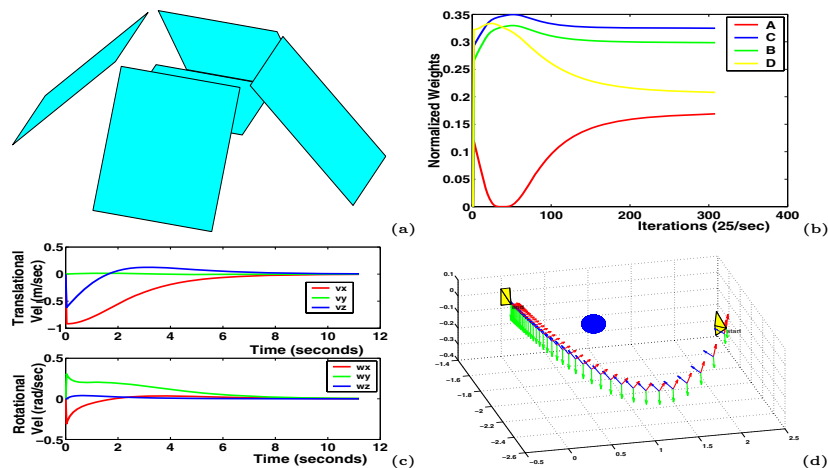 (a)
Normalized Weights
0.35
0.3
0.25
0.2
0.15
0.1
0.05
0
0 100 200 300 400
Iterations (25/sec)
A
C
B
D
(b)
Translational
Vel (m/sec)
0.5
0
−0.5
−1
0 2 4 6 8 10 12
Time (seconds)
vx
vy
vz
Rotational
Vel (rad/sec)
0.5
0
−0.5
0 2 4 6 8 10 12
Time (seconds)
wx
wy
wz
(c)
0.1
0
−0.1
−0.2
−0.3
−0.4
−1.4
−1.6
−1.8
−2
−2.2
−2.4
−2.6
−0.5 0 0.5 1 1.5 2 2.5
start
(d)